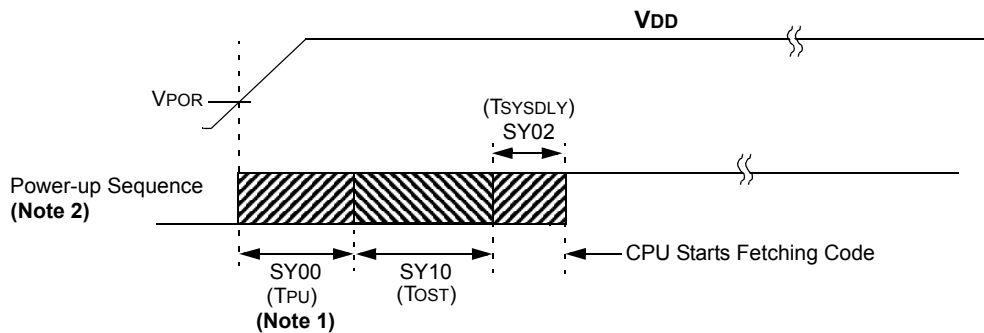 VDD
VPOR
(TSYSDLY)
SY02
Power-up Sequence
(Note 2)
CPU Starts Fetching Code
SY00
(TPU)
(Note 1)
SY10
(TOST)